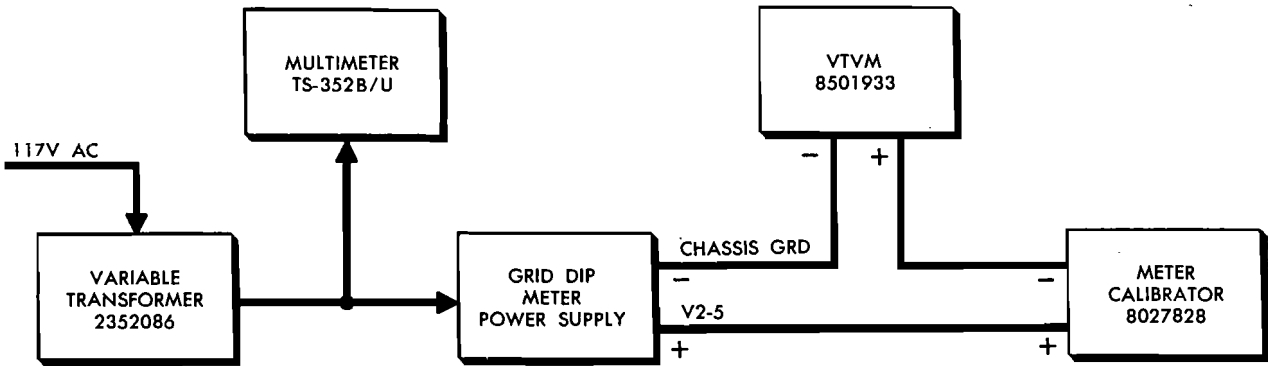 MULTIMETER
TS-352B/U
VTVM
8501933
117V AC
-
+
VARIABLE
TRANSFORMER
2352086
GRID DIP
METER
POWER SUPPLY
CHASSIS GRD
-
V2-5
+
-
+
METER
CALIBRATOR
8027828